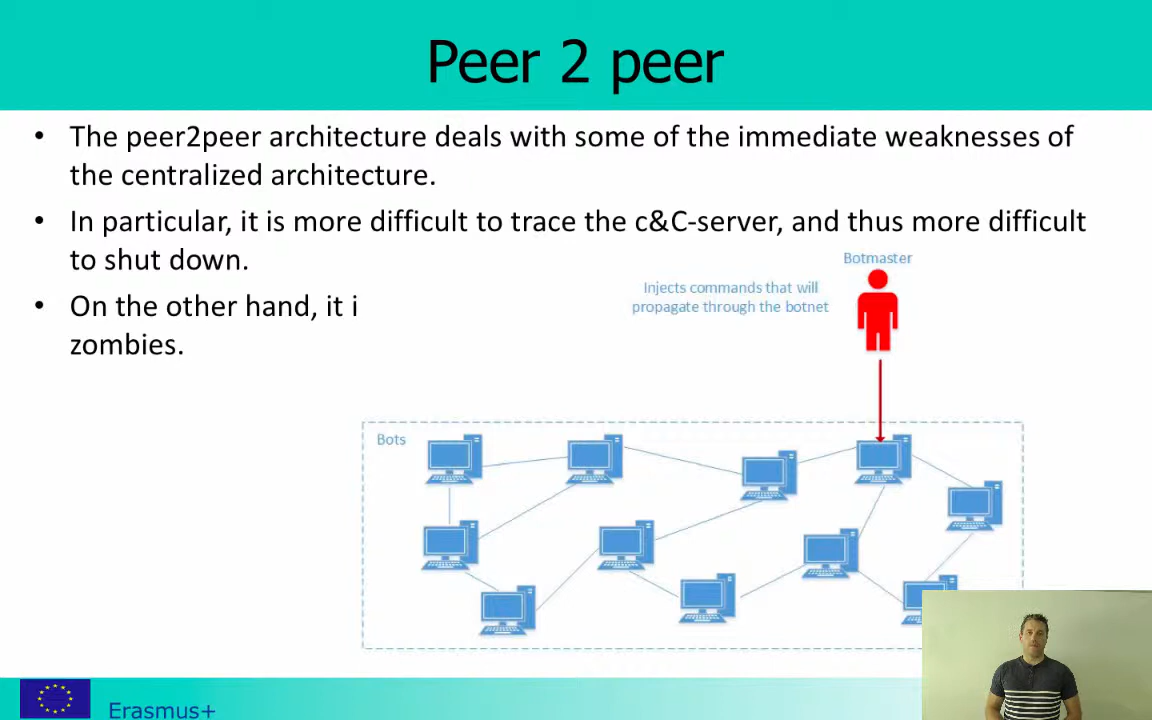 Peer 2 peer
• The peer2peer architecture deals with some of the immediate weaknesses of
the centralized architecture.
• In particular, it is more difficult to trace the c&C-server, and thus more difficult
to shut down.
• On the other hand, it i
zombies.
Botmaster
Injects commands that will
propagate through the botnet
Bots
Erasmus+